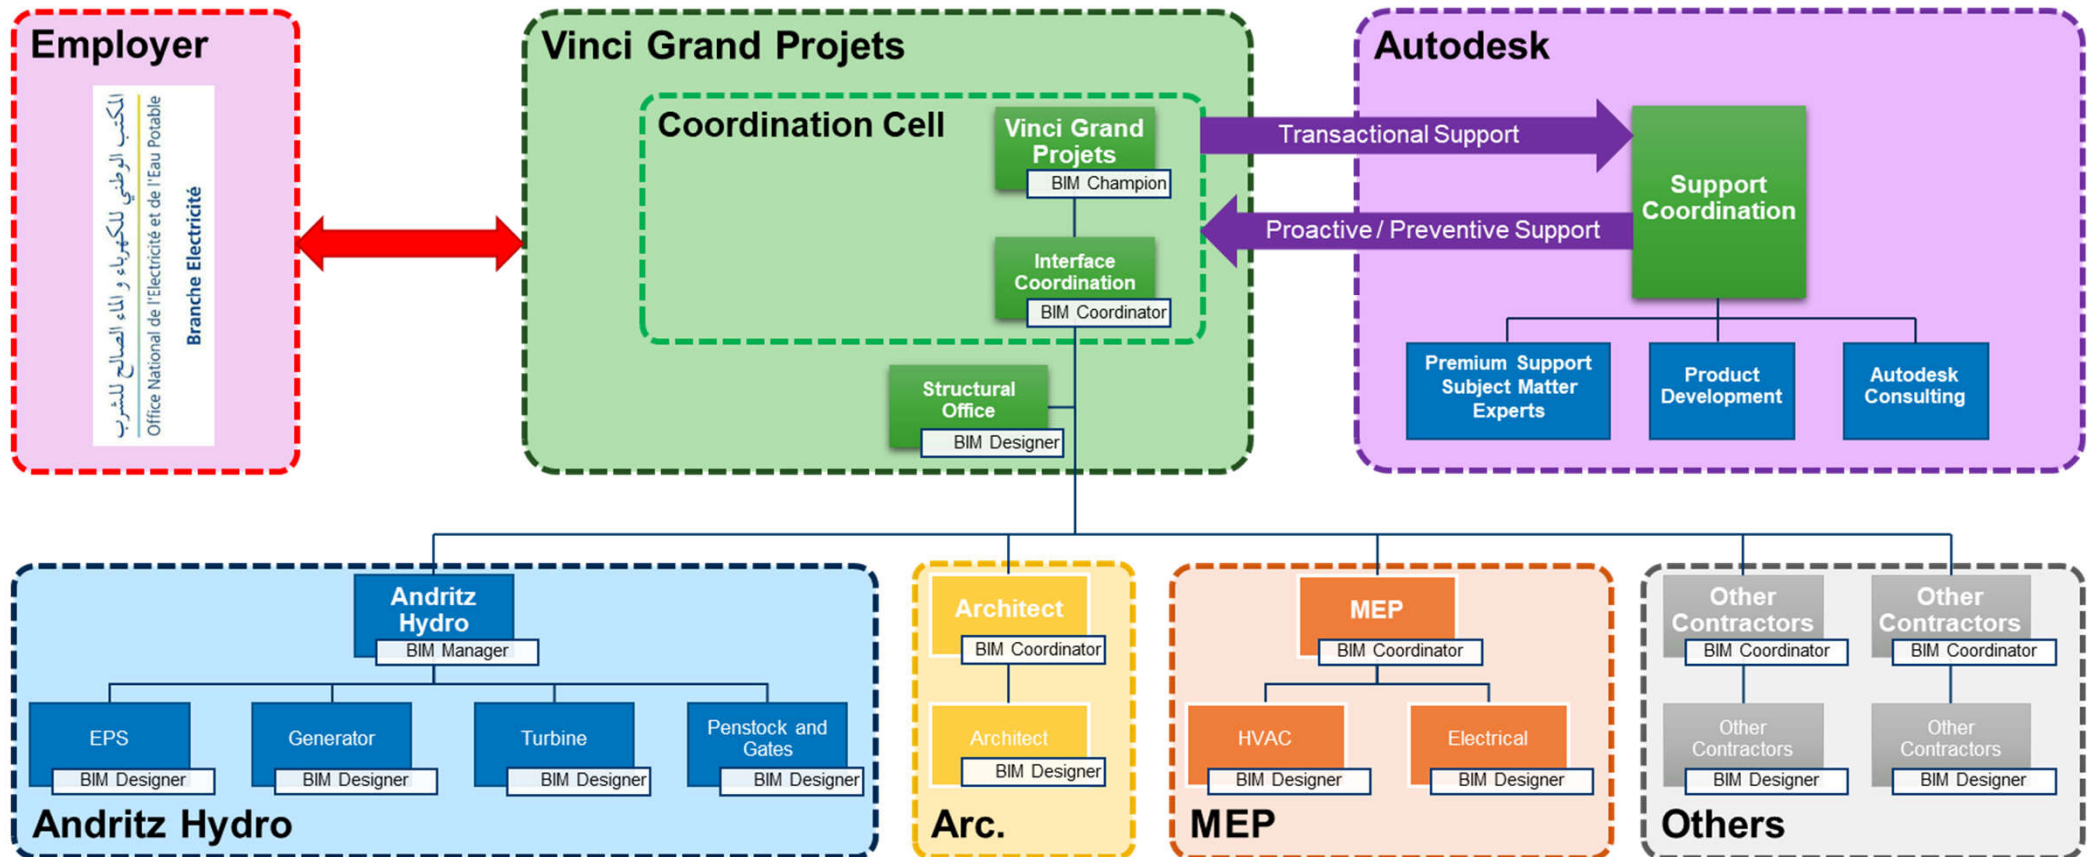 Employer
المكتب الوطني للكهرباء و الماء الصالح للشرب
Office National de l'Electricité et de l'Eau Potable
Branche Electricité
Vinci Grand Projets
Coordination Cell
Vinci Grand
Projets
BIM Champion
Interface
Coordination
BIM Coordinator
Structural
Office
BIM Designer
Transactional Support
Proactive / Preventive Support
Autodesk
Support
Coordination
Premium Support
Subject Matter
Experts
Product
Development
Autodesk
Consulting
Andritz
Hydro
BIM Manager
EPS
BIM Designer
Generator
BIM Designer
Turbine
BIM Designer
Penstock and
Gates
BIM Designer
Andritz Hydro
Architect
BIM Coordinator
Architect
BIM Designer
Arc.
MEP
BIM Coordinator
HVAC
BIM Designer
Electrical
BIM Designer
MEP
Other
Contractors
BIM Coordinator
Other
Contractors
BIM Coordinator
Other
Contractors
BIM Designer
Other
Contractors
BIM Designer
Others